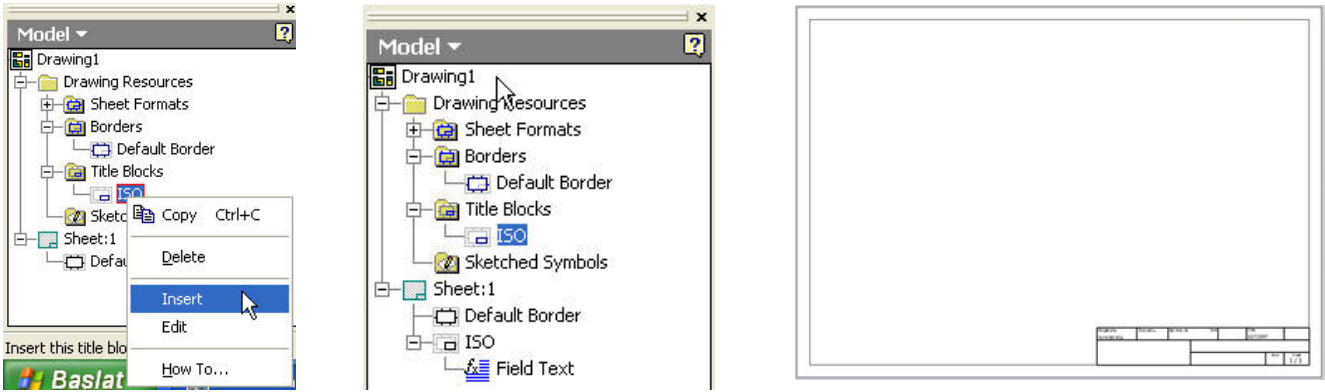 Model
Drawing1
Drawing Resources
Sheet Formats
Borders
Default Border
Title Blocks
ISO
Sketc
Copy Ctrl+C
Sheet:1
Defau
Delete
Insert
Edit
Insert this title blo
How To...
Baslat
Model
Drawing1
Drawing Resources
Sheet Formats
Borders
Default Border
Title Blocks
ISO
Sketched Symbols
Sheet:1
Default Border
ISO
Field Text
1 / 1